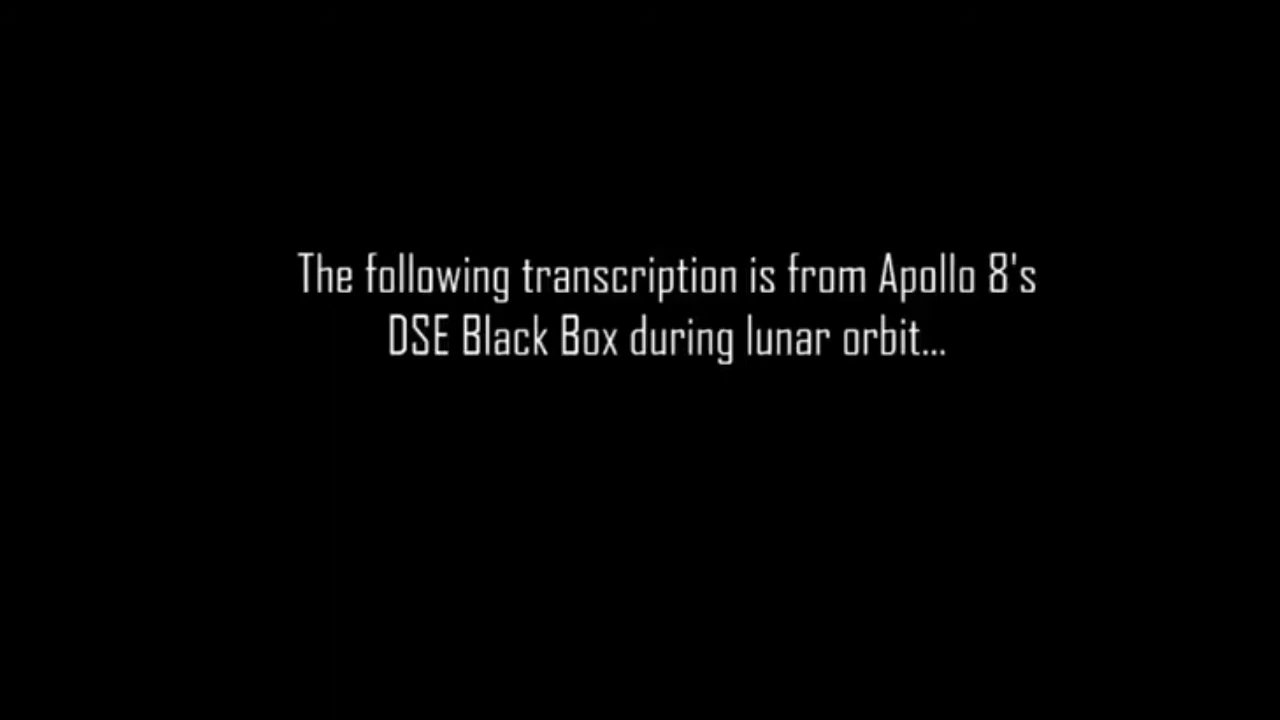 The following transcription is from Apollo 8's
DSE Black Box during lunar orbit...